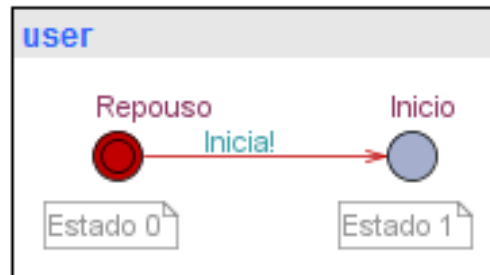 user
Repouso
Inicio
Inicia!
Estado 0
Estado 1